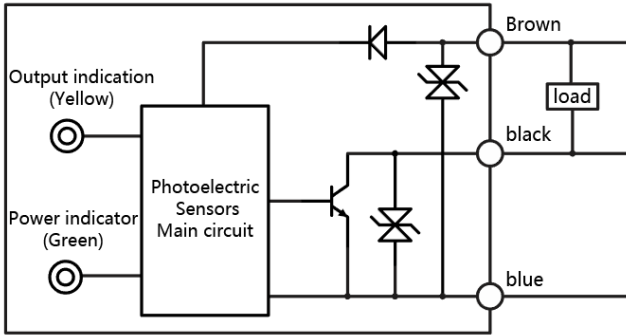 Brown
Output indication
(Yellow)
load
black
Photoelectric
Sensors
Main circuit
Power indicator
(Green)
blue